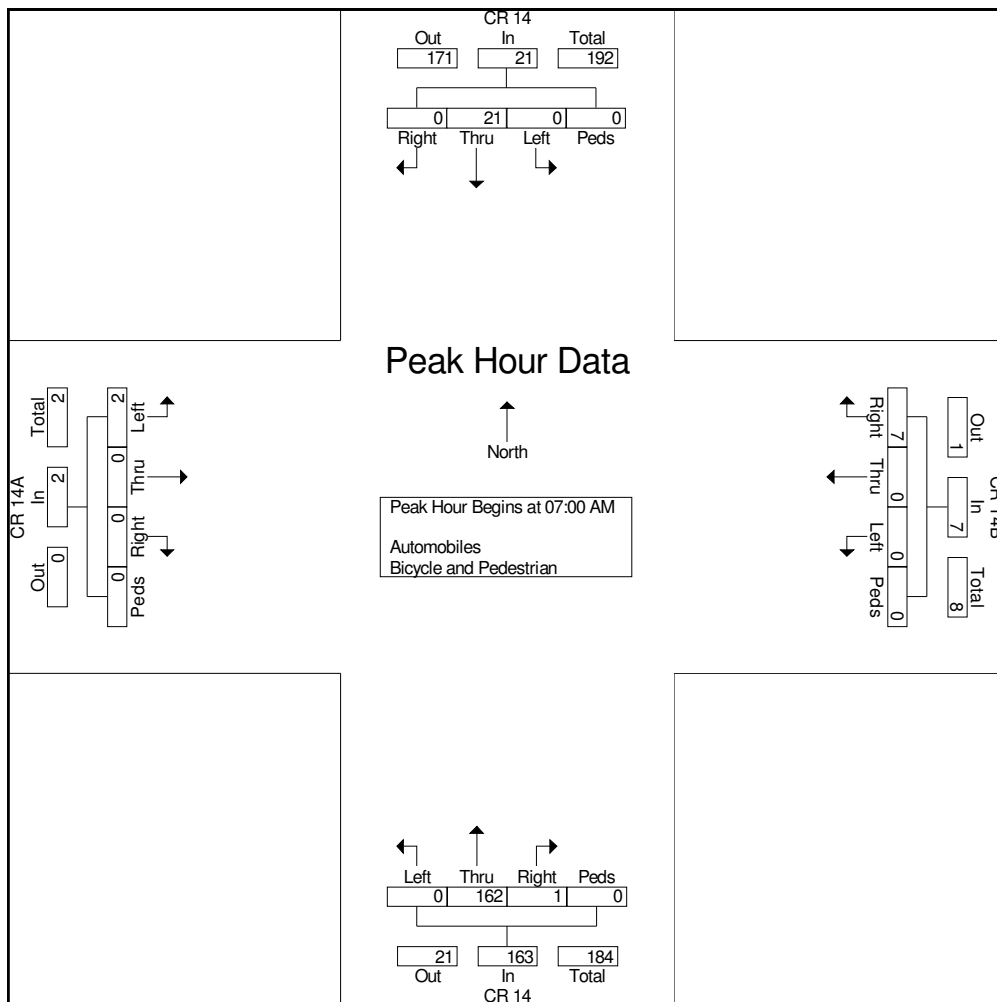 CR 14
Out In Total
171 21 192
0 21 0 0
Right Thru Left Peds
Peak Hour Data
North
Peak Hour Begins at 07:00 AM
Automobiles
Bicycle and Pedestrian
CR 14A
Out In Total
0 2 2
2 0 0 0
Left Thru Right Peds
Right Thru Left Peds
7 0 0 0
Out In Total
1 7 8
CR 14B
Left Thru Right Peds
0 162 1 0
21 163 184
Out In Total
CR 14